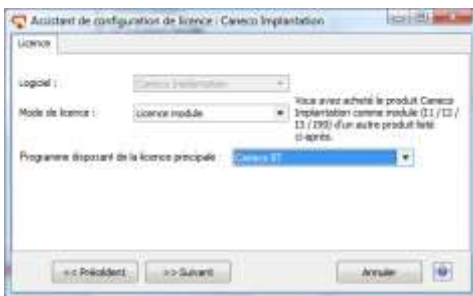 Assistant de configuration de licence : Caneco Implantation
Licence
Logiciel :
Caneco Implantation
Mode de licence :
Licence module
Vous avez acheté le produit Caneco
Implantation comme module (I1 / I2 /
I3 / I99) d'un autre produit listé
ci-après.
Programme disposant de la licence principale
Caneco BT
<< Précédent
>> Suivant
Annuler